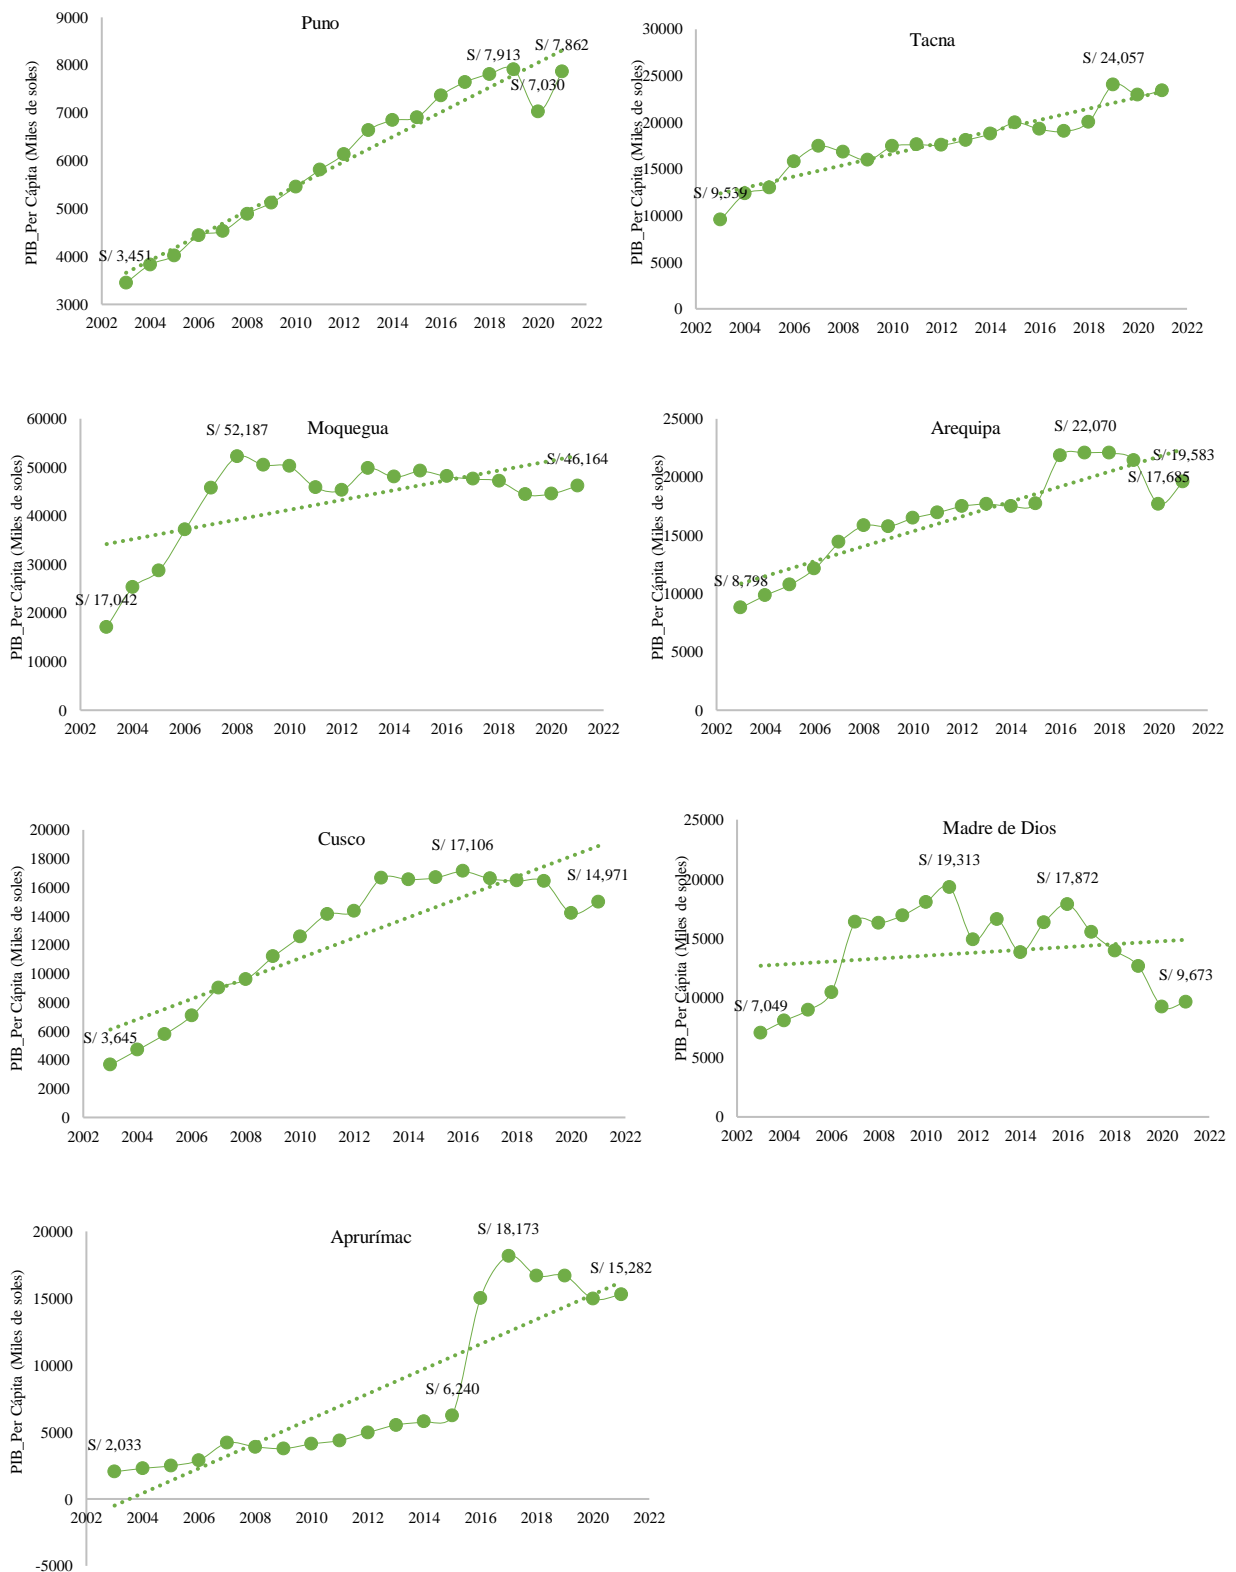 Puno
PIB_Per Cápita (Miles de soles)
9000
8000
7000
6000
5000
4000
3000
S/ 3,451
S/ 7,913
S/ 7,030
S/ 7,862
2002 2004 2006 2008 2010 2012 2014 2016 2018 2020 2022
Tacna
PIB_Per Cápita (Miles de soles)
30000
25000
20000
15000
10000
5000
0
S/ 9,539
S/ 24,057
2002 2004 2006 2008 2010 2012 2014 2016 2018 2020 2022
Moquegua
PIB_Per Cápita (Miles de soles)
60000
50000
40000
30000
20000
10000
0
S/ 17,042
S/ 52,187
S/ 46,164
2002 2004 2006 2008 2010 2012 2014 2016 2018 2020 2022
Arequipa
PIB_Per Cápita (Miles de soles)
25000
20000
15000
10000
5000
0
S/ 8,798
S/ 22,070
S/ 17,685
S/ 19,583
2002 2004 2006 2008 2010 2012 2014 2016 2018 2020 2022
Cusco
PIB_Per Cápita (Miles de soles)
20000
18000
16000
14000
12000
10000
8000
6000
4000
2000
0
S/ 3,645
S/ 17,106
S/ 14,971
2002 2004 2006 2008 2010 2012 2014 2016 2018 2020 2022
Madre de Dios
PIB_Per Cápita (Miles de soles)
25000
20000
15000
10000
5000
0
S/ 7,049
S/ 19,313
S/ 17,872
S/ 9,673
2002 2004 2006 2008 2010 2012 2014 2016 2018 2020 2022
Aprurímac
PIB_Per Cápita (Miles de soles)
20000
15000
10000
5000
0
-5000
S/ 2,033
S/ 6,240
S/ 18,173
S/ 15,282
2002 2004 2006 2008 2010 2012 2014 2016 2018 2020 2022